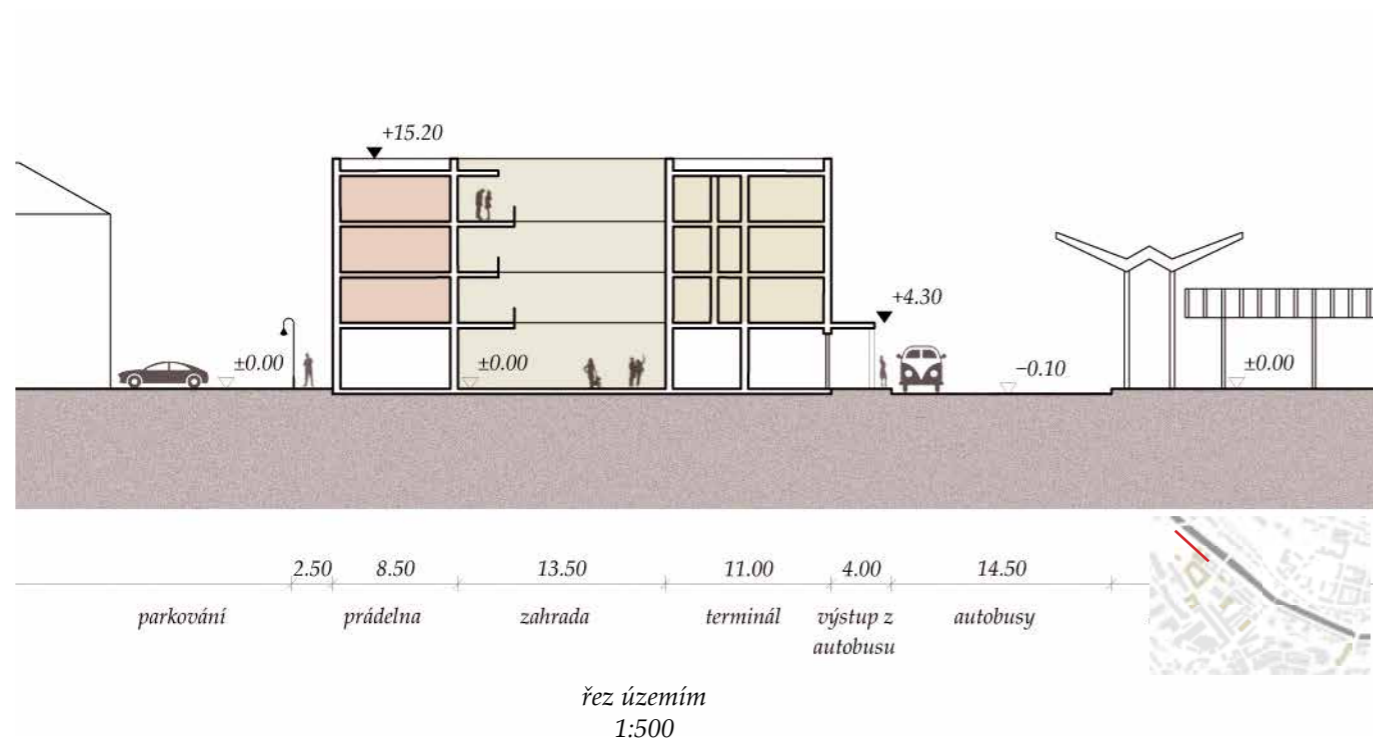 +15.20
+4.30
±0.00
±0.00
−0.10
±0.00
2.50 8.50 13.50 11.00 4.00 14.50
parkování prádelna zahrada terminál výstup z autobusy
autobusu
řez územím
1:500